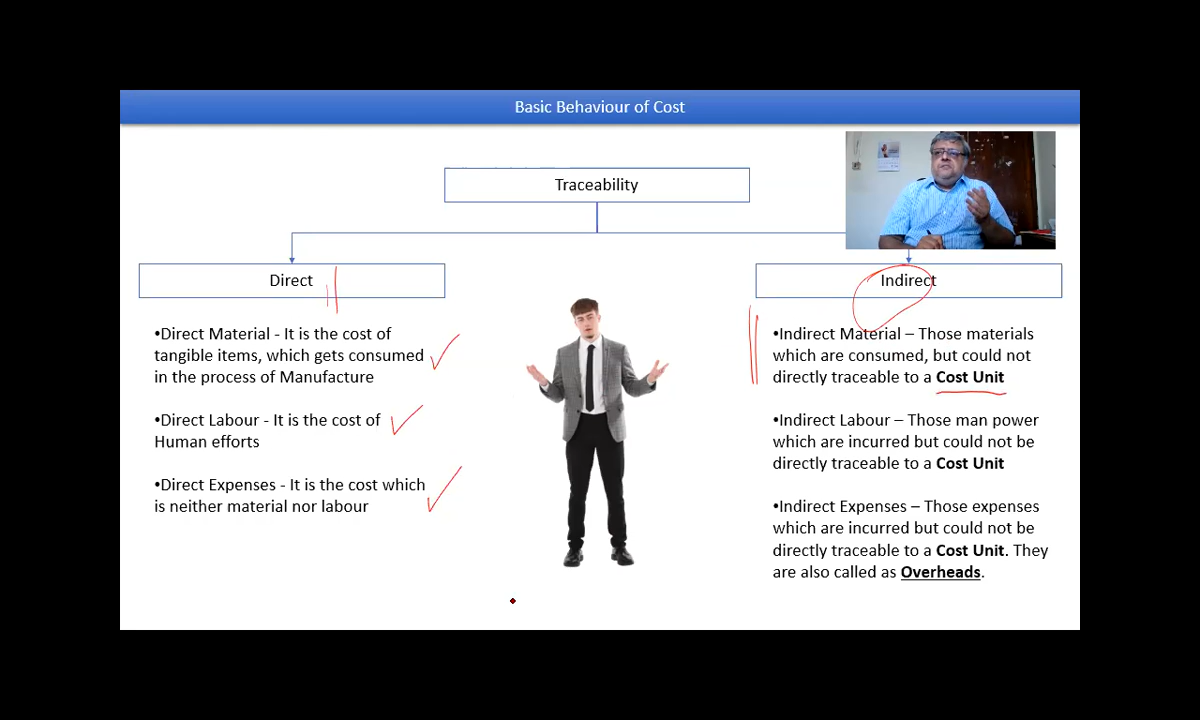 Basic Behaviour of Cost
Traceability
Direct
•Direct Material - It is the cost of
tangible items, which gets consumed
in the process of Manufacture
•Direct Labour - It is the cost of
Human efforts
•Direct Expenses - It is the cost which
is neither material nor labour
Indirect
•Indirect Material – Those materials
which are consumed, but could not
directly traceable to a Cost Unit
•Indirect Labour – Those man power
which are incurred but could not be
directly traceable to a Cost Unit
•Indirect Expenses – Those expenses
which are incurred but could not be
directly traceable to a Cost Unit. They
are also called as Overheads.